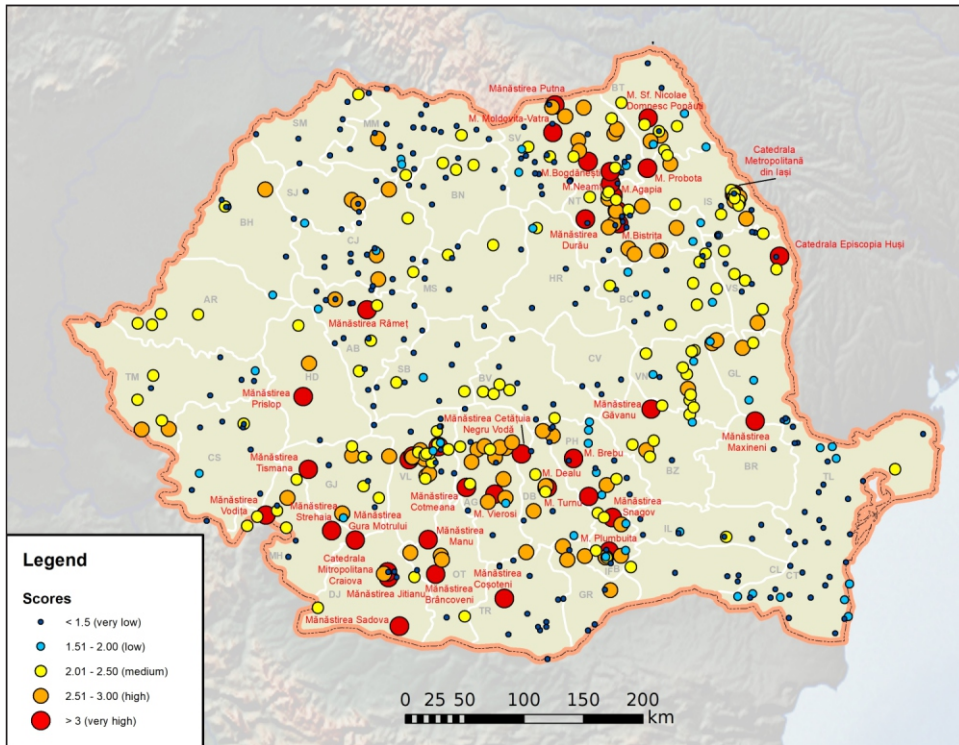 Mănăstirea Putna
M. Moldovița-Vatra
BT
M. Sf. Nicolae
Domnesc Popăuți
SM
MM
SV
Catedrala
Metropolitană
din Iași
M.Bogdănești
M. Probota
M.Neamț
M.Agapia
SJ
BN
NT
IS
BH
CJ
Mănăstirea
Durău
M.Bistrița
Catedrala Episcopia Huși
HR
MS
BC
VS
AR
Mănăstirea Râmeț
AB
SB
CV
TM
HD
BV
VN
GL
Mănăstirea
Prislop
Mănăstirea Cetățuia
Negru Vodă
Mănăstirea
Găvanu
Mănăstirea
Maxineni
PH
M. Brebu
CS
Mănăstirea
Tismana
GJ
VL
BZ
BR
TL
Mănăstirea
Cotmeana
AG
M. Dealu
DB
M. Vierosi
M. Turnu
Mănăstirea
Snagov
Mănăstirea
Vodița
Mănăstirea
Strehaia
Mănăstirea
Gura Motrului
IL
Mănăstirea
Manu
M. Plumbuita
MH
Catedrala
Mitropolitana
Craiova
Mănăstirea Jitianu
OT
Mănăstirea
Brâncoveni
Mănăstirea
Coșoteni
IF
B
CL
CT
DJ
TR
GR
Mănăstirea Sadova
Legend
Scores
< 1.5 (very low)
1.51 - 2.00 (low)
2.01 - 2.50 (medium)
2.51 - 3.00 (high)
> 3 (very high)
0 25 50 100 150 200
km